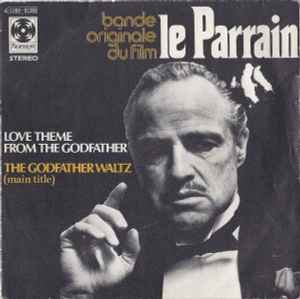 bande
originale
du film
le Parrain
STEREO
LOVE THEME
FROM THE GODFATHER
THE GODFATHER WALTZ
(main title)